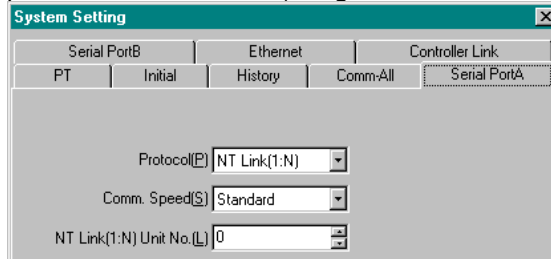 System Setting
Serial PortB Ethernet Controller Link
PT Initial History Comm-All Serial PortA
Protocol(P) NT Link(1:N)
Comm. Speed(S) Standard
NT Link(1:N) Unit No.(L) 0